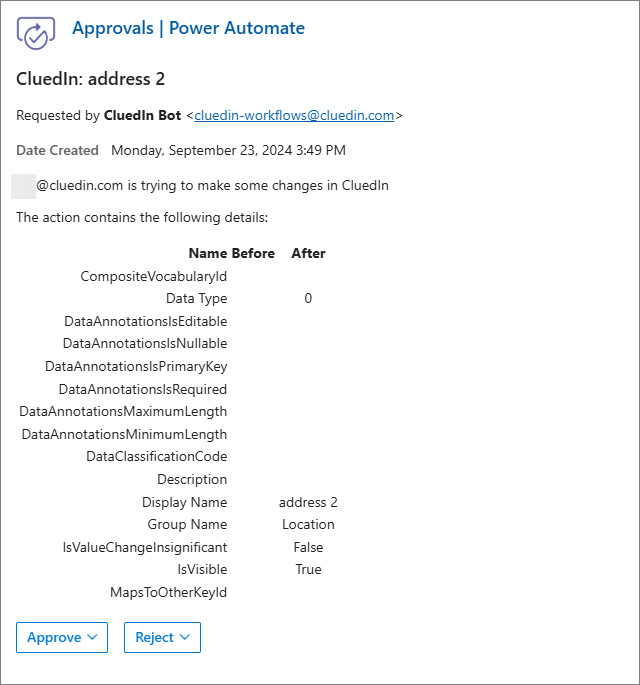 Approvals | Power Automate
CluedIn: address 2
Requested by CluedIn Bot <cluedin-workflows@cluedin.com>
Date Created Monday, September 23, 2024 3:49 PM
@cluedin.com is trying to make some changes in CluedIn
The action contains the following details:
Name Before After
CompositeVocabularyId
Data Type 0
DataAnnotationsIsEditable
DataAnnotationsIsNullable
DataAnnotationsIsPrimaryKey
DataAnnotationsIsRequired
DataAnnotationsMaximumLength
DataAnnotationsMinimumLength
DataClassificationCode
Description
Display Name address 2
Group Name Location
IsValueChangeInsignificant False
IsVisible True
MapsToOtherKeyId
Approve Reject